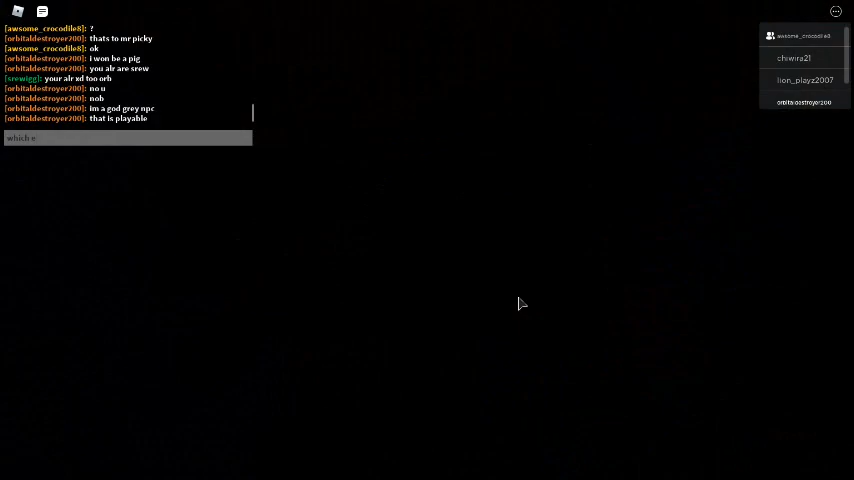 [awsome_crocodile8]: ?
[orbitaldestroyer200]: thats to mr picky
[awsome_crocodile8]: ok
[orbitaldestroyer200]: i won be a pig
[orbitaldestroyer200]: you alr are srew
[srewigg]: your alr xd too orb
[orbitaldestroyer200]: no u
[orbitaldestroyer200]: nob
[orbitaldestroyer200]: im a god grey npc
[orbitaldestroyer200]: that is playable
which e
awsome_crocodile8
chiwira21
lion_playz2007
orbitaldestroyer200